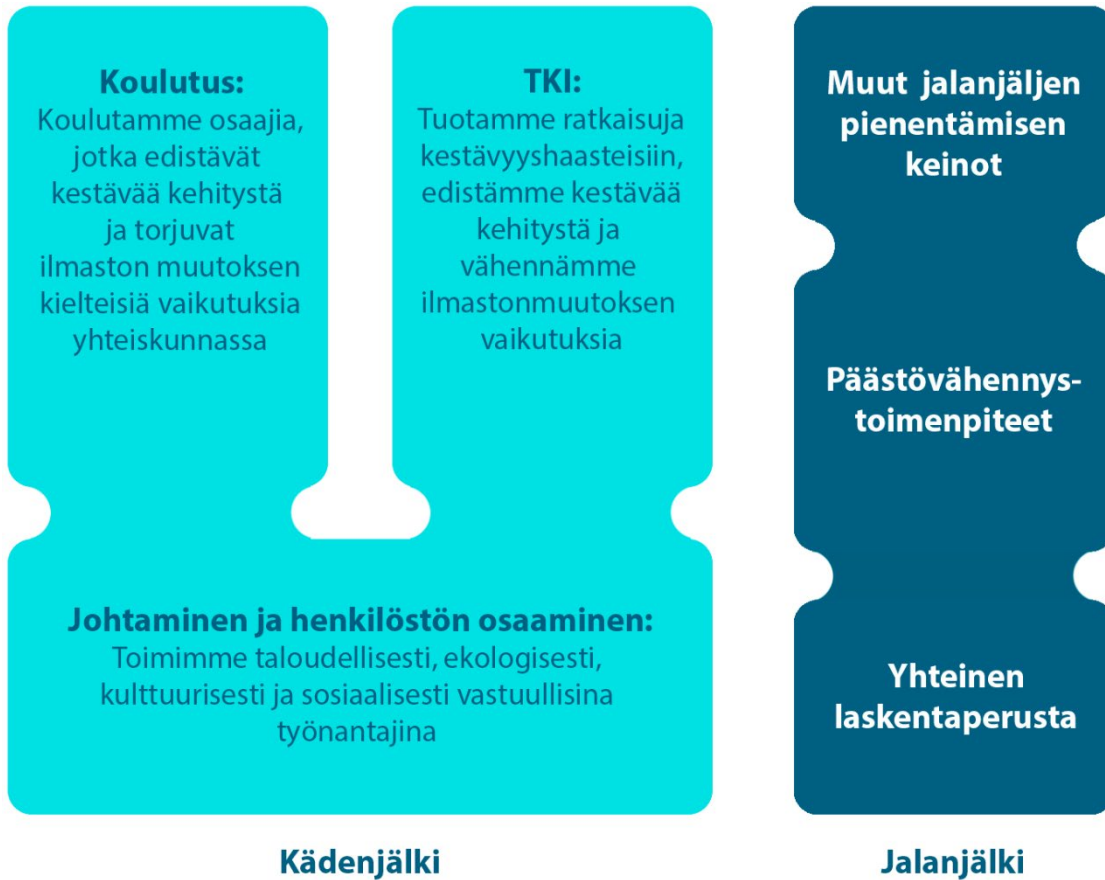 Koulutus:
Koulutamme osaajia,
jotka edistävät
kestävää kehitystä
ja torjuvat
ilmaston muutoksen
kielteisiä vaikutuksia
yhteiskunnassa
TKI:
Tuotamme ratkaisuja
kestävyyshaasteisiin,
edistämme kestävää
kehitystä ja
vähennämme
ilmastonmuutoksen
vaikutuksia
Johtaminen ja henkilöstön osaaminen:
Toimimme taloudellisesti, ekologisesti,
kulttuurisesti ja sosiaalisesti vastuullisina
työnantajina
Kädenjälki
Muut jalanjäljen
pienentämisen
keinot
Päästövähennys-
toimenpiteet
Yhteinen
laskentaperusta
Jalanjälki